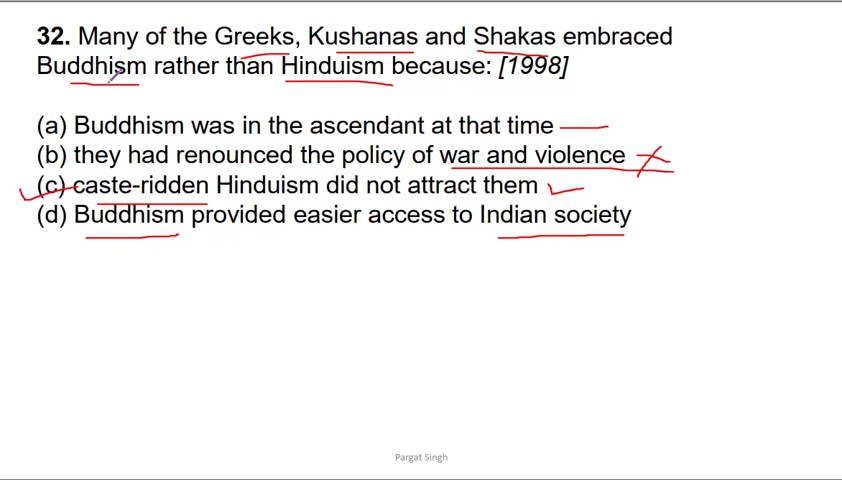 32. Many of the Greeks, Kushanas and Shakas embraced
Buddhism rather than Hinduism because: [1998]
(a) Buddhism was in the ascendant at that time
(b) they had renounced the policy of war and violence
(c) caste-ridden Hinduism did not attract them
(d) Buddhism provided easier access to Indian society
Pargat Singh